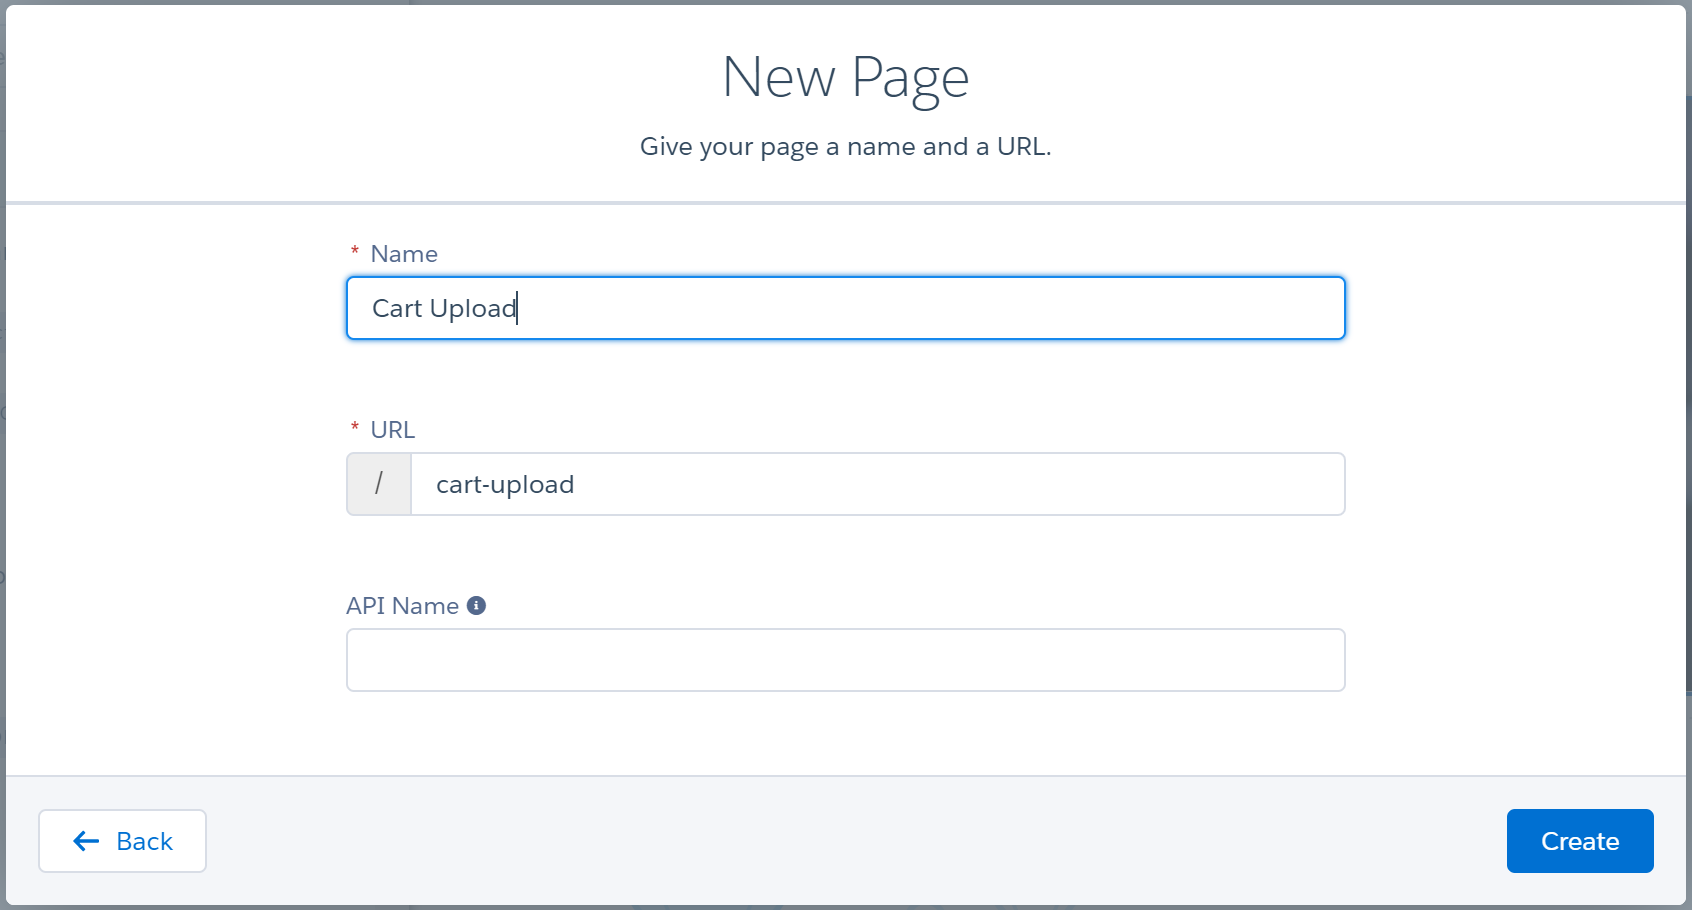 New Page
Give your page a name and a URL.
* Name
Cart Upload
* URL
/ cart-upload
API Name
Back
Create